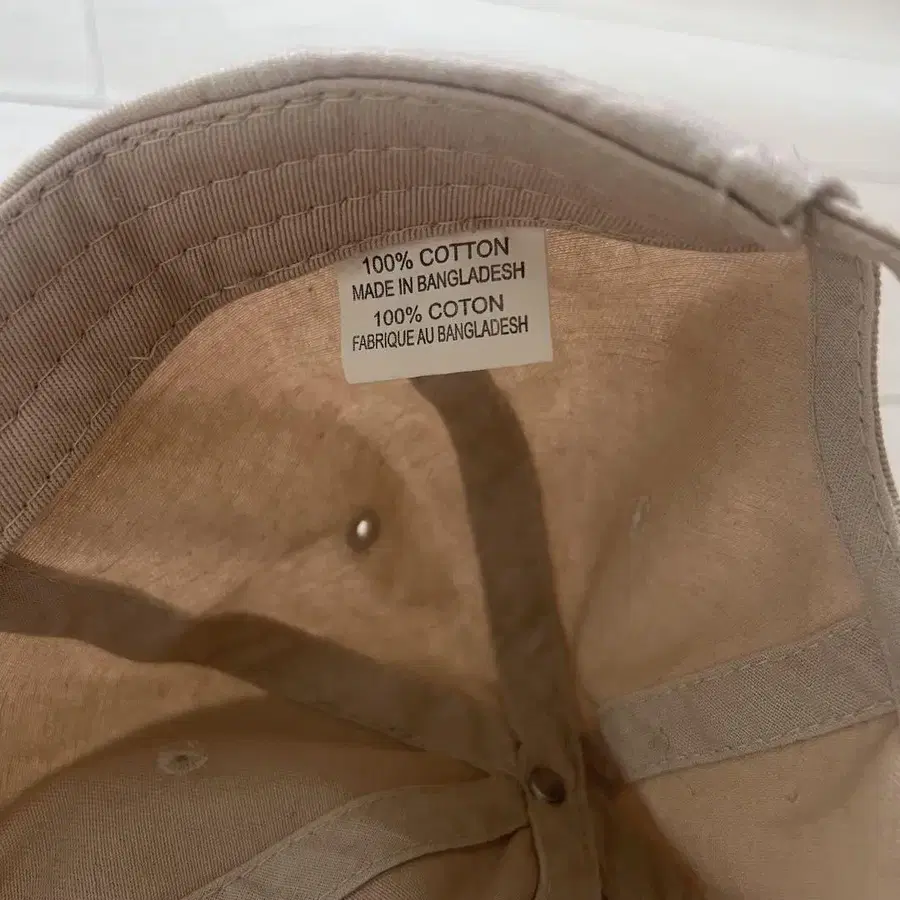 100% COTTON
MADE IN BANGLADESH
100% COTON
FABRIQUE AU BANGLADESH